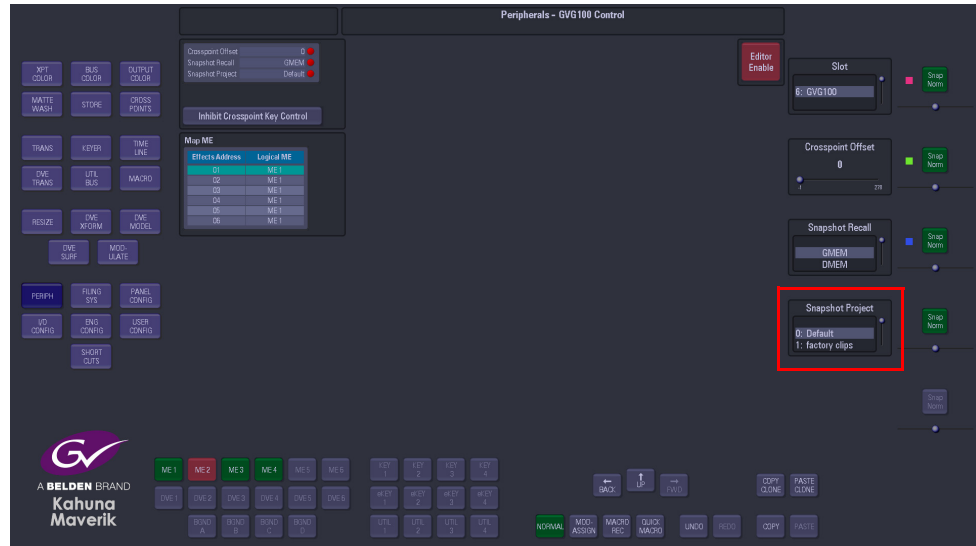 Peripherals - GVG100 Control
Crosspoint Offset 0
Snapshot Recall GMEM
Snapshot Project Default
Inhibit Crosspoint Key Control
Map ME
Effects Address Logical ME
01 ME 1
02 ME 1
03 ME 1
04 ME 1
05 ME 1
06 ME 1
Editor
Enable
Slot
6: GVG100
Snap
Norm
Crosspoint Offset
0
-1 270
Snap
Norm
Snapshot Recall
GMEM
DMEM
Snap
Norm
Snapshot Project
0: Default
1: factory clips
Snap
Norm
Snap
Norm
XPT COLOR BUS COLOR OUTPUT COLOR
MATTE WASH STORE CROSS POINTS
TRANS KEYER TIME LINE
DVE TRANS UTIL BUS MACRO
RESIZE DVE XFORM DVE MODEL
DVE SURF MOD- ULATE
PERIPH FILING SYS PANEL CONFIG
I/O CONFIG ENG CONFIG USER CONFIG
SHORT CUTS
GV
A BELDEN BRAND
Kahuna
Maverik
ME 1 ME 2 ME 3 ME 4 ME 5 ME 6
DVE 1 DVE 2 DVE 3 DVE 4 DVE 5 DVE 6
BGND A BGND B BGND C BGND D
KEY 1 KEY 2 KEY 3 KEY 4
eKEY 1 eKEY 2 eKEY 3 eKEY 4
UTIL 1 UTIL 2 UTIL 3 UTIL 4
BACK UP FWD
COPY CLONE PASTE CLONE
NORMAL MOD- ASSIGN MACRO REC QUICK MACRO UNDO REDO COPY PASTE